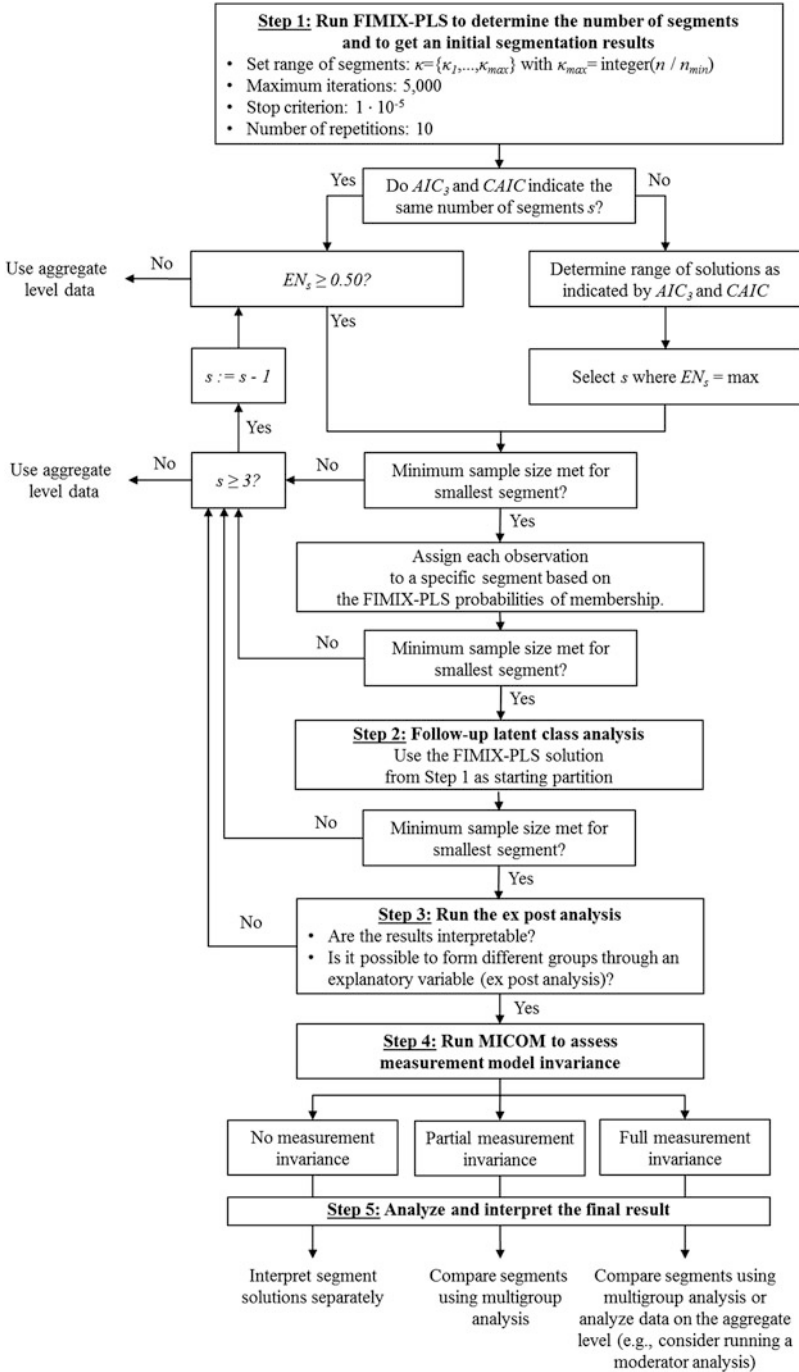 Step 1: Run FIMIX-PLS to determine the number of segments
and to get an initial segmentation results
• Set range of segments: κ={κ1,...,κmax} with κmax= integer(n / nmin)
• Maximum iterations: 5,000
• Stop criterion: 1 · 10-5
• Number of repetitions: 10
Yes
Do AIC3 and CAIC indicate the
same number of segments s?
No
Use aggregate
level data
No
ENs ≥ 0.50?
Determine range of solutions as
indicated by AIC3 and CAIC
Yes
s := s - 1
Select s where ENs = max
Yes
Use aggregate
level data
No
s ≥ 3?
No
Minimum sample size met for
smallest segment?
Yes
Assign each observation
to a specific segment based on
the FIMIX-PLS probabilities of membership.
No
Minimum sample size met for
smallest segment?
Yes
Step 2: Follow-up latent class analysis
Use the FIMIX-PLS solution
from Step 1 as starting partition
No
Minimum sample size met for
smallest segment?
Yes
No
Step 3: Run the ex post analysis
• Are the results interpretable?
• Is it possible to form different groups through an
explanatory variable (ex post analysis)?
Yes
Step 4: Run MICOM to assess
measurement model invariance
No measurement
invariance
Partial measurement
invariance
Full measurement
invariance
Step 5: Analyze and interpret the final result
Interpret segment
solutions separately
Compare segments
using multigroup
analysis
Compare segments using
multigroup analysis or
analyze data on the aggregate
level (e.g., consider running a
moderator analysis)